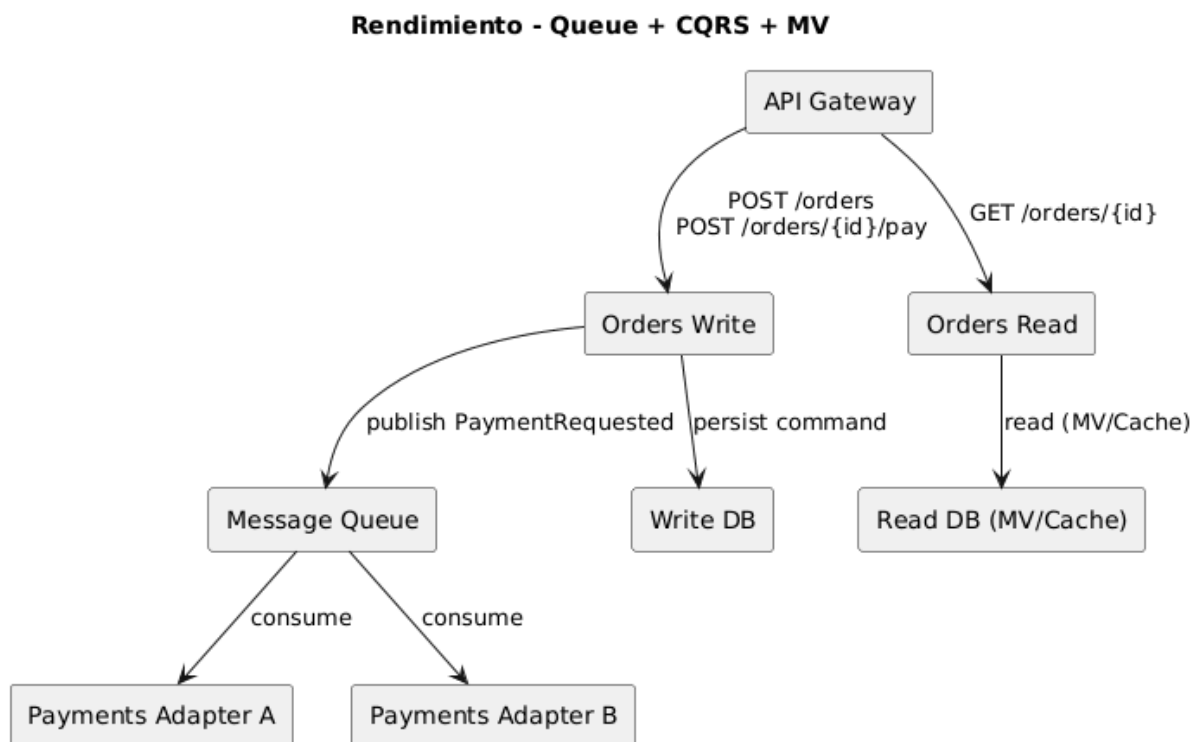 Rendimiento - Queue + CQRS + MV
API Gateway
POST /orders
POST /orders/{id}/pay
GET /orders/{id}
Orders Write
Orders Read
publish PaymentRequested
persist command
read (MV/Cache)
Message Queue
Write DB
Read DB (MV/Cache)
consume
consume
Payments Adapter A
Payments Adapter B